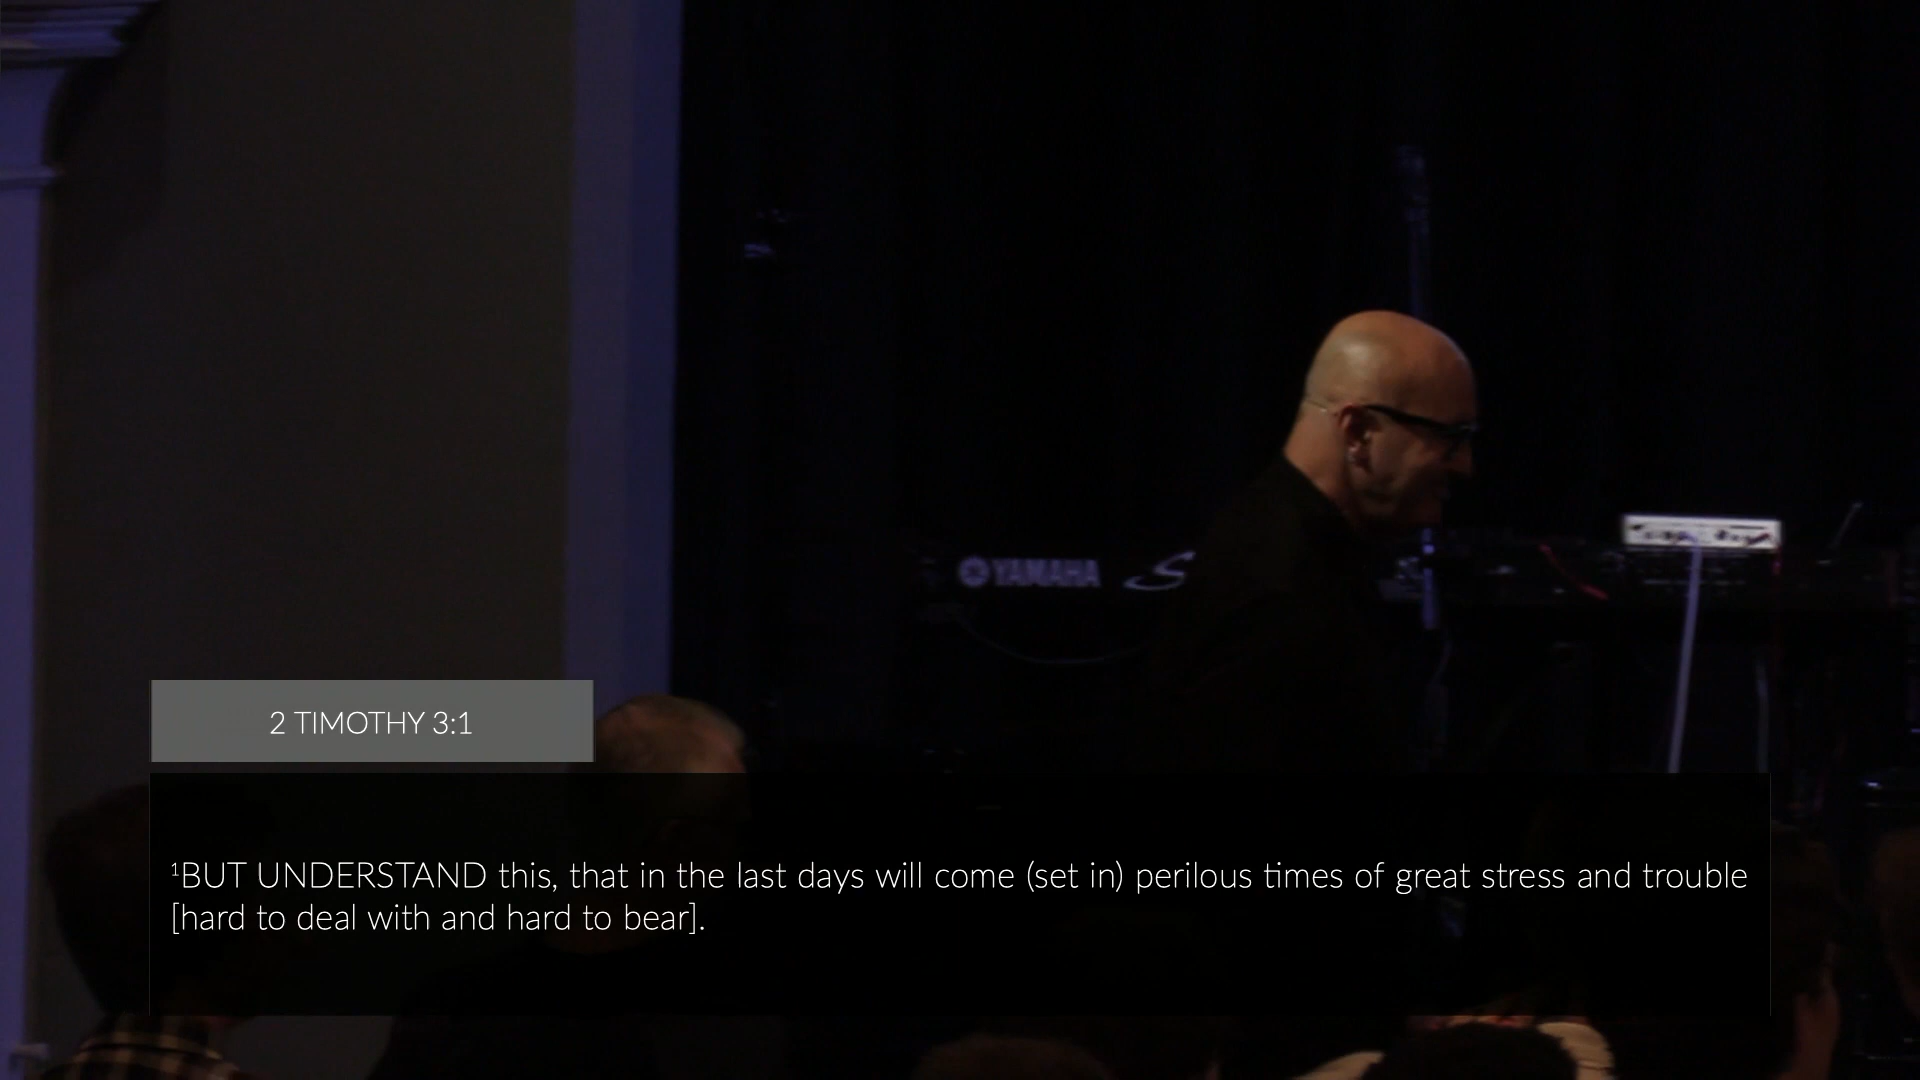 YAMAHA S
2 TIMOTHY 3:1
¹BUT UNDERSTAND this, that in the last days will come (set in) perilous times of great stress and trouble
[hard to deal with and hard to bear].